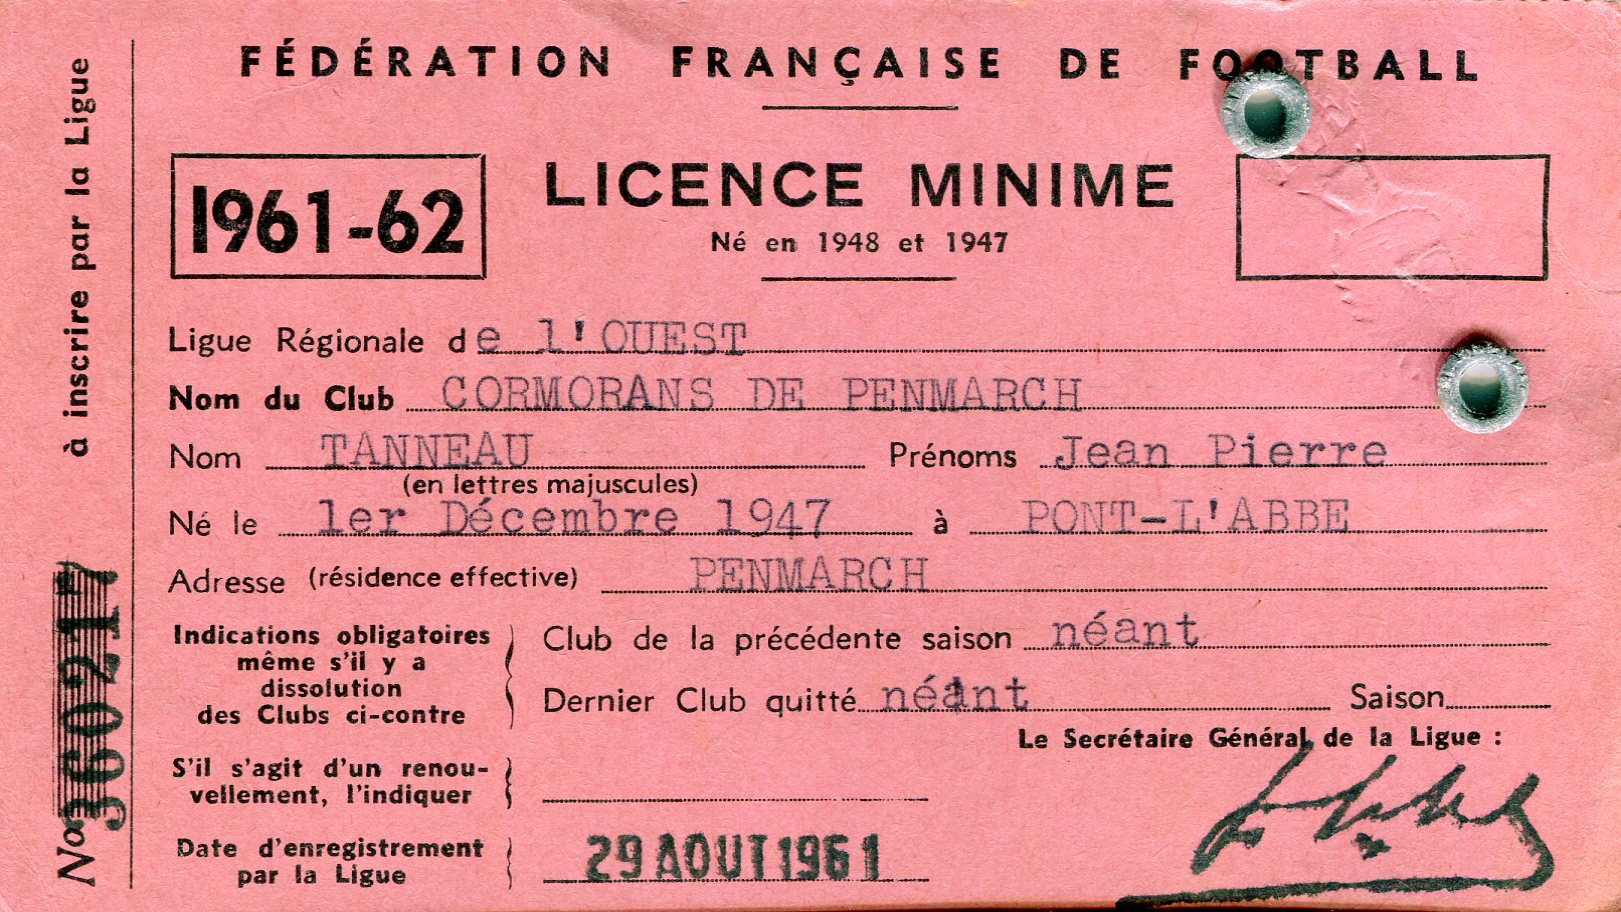 FÉDÉRATION FRANÇAISE DE FOOTBALL
1961-62
LICENCE MINIME
Né en 1948 et 1947
Ligue Régionale de l'OUEST
Nom du Club CORMORANS DE PENMARCH
Nom TANNEAU Prénoms Jean Pierre
(en lettres majuscules)
Né le 1er Décembre 1947 à PONT-L'ABBE
Adresse (résidence effective) PENMARCH
Indications obligatoires
même s'il y a
dissolution
des Clubs ci-contre
Club de la précédente saison néant
Dernier Club quitté néant Saison
Le Secrétaire Général de la Ligue :
S'il s'agit d'un renou-
vellement, l'indiquer
Date d'enregistrement
par la Ligue
29 AOUT 1961
No 360217
à inscrire par la Ligue